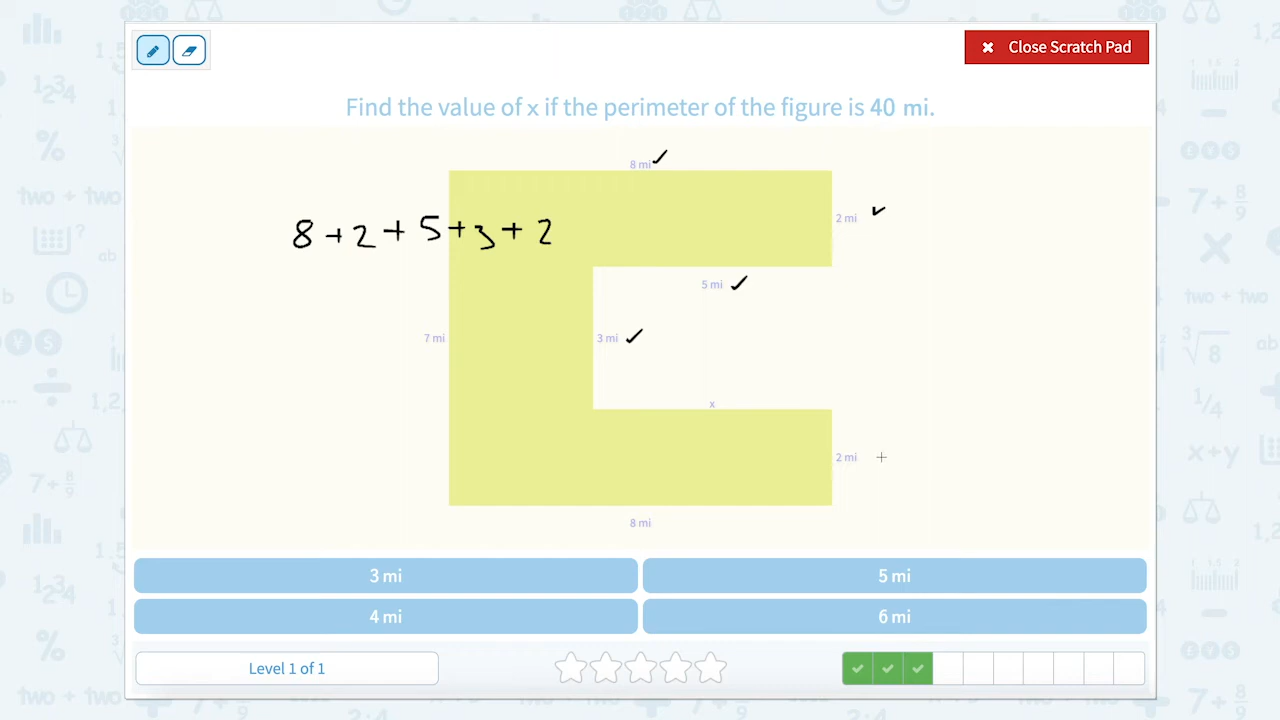 Close Scratch Pad
Find the value of x if the perimeter of the figure is 40 mi.
8 mi
2 mi
8 + 2 + 5 + 3 + 2
5 mi
7 mi
3 mi
x
2 mi
8 mi
3 mi
5 mi
4 mi
6 mi
Level 1 of 1